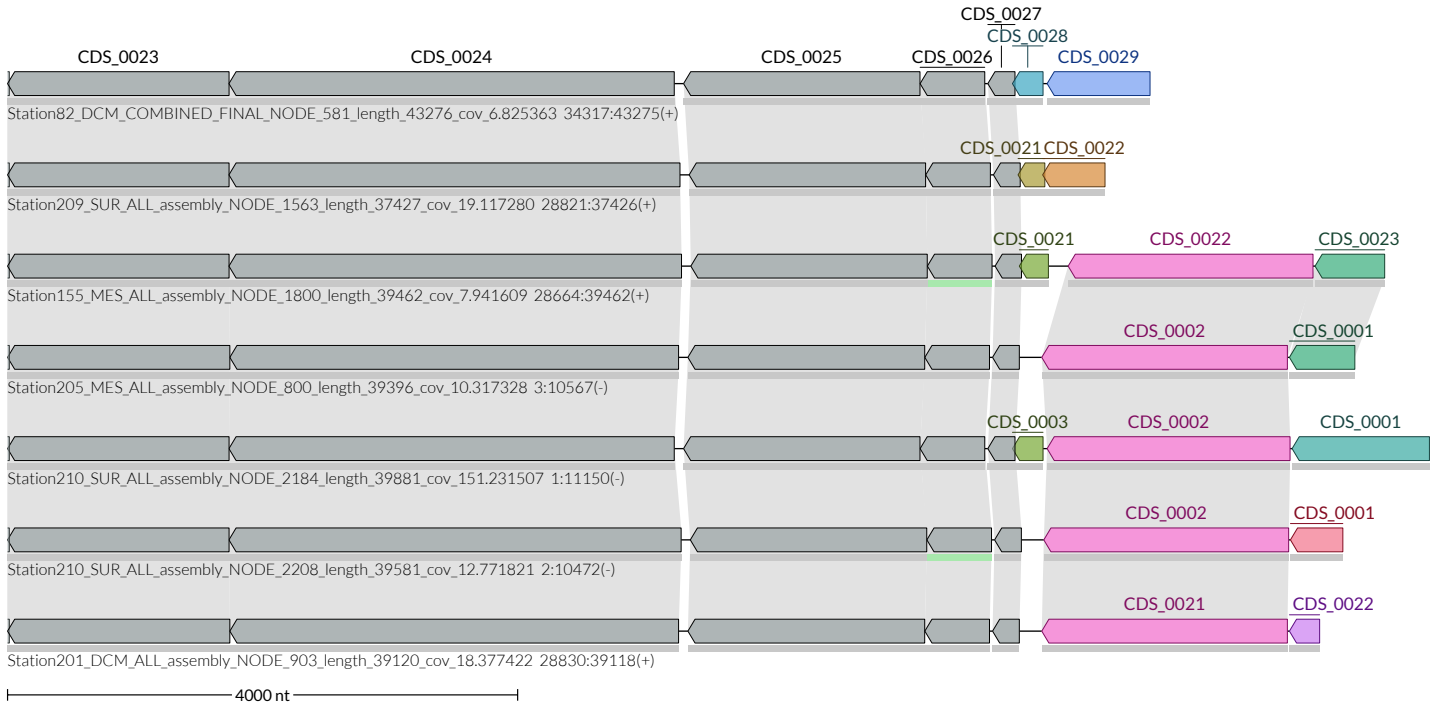 CDS_0027
CDS_0028
CDS_0023 CDS_0024 CDS_0025 CDS_0026 CDS_0029
Station82_DCM_COMBINED_FINAL_NODE_581_length_43276_cov_6.825363 34317:43275(+)
CDS_0021 CDS_0022
Station209_SUR_ALL_assembly_NODE_1563_length_37427_cov_19.117280 28821:37426(+)
CDS_0021 CDS_0022 CDS_0023
Station155_MES_ALL_assembly_NODE_1800_length_39462_cov_7.941609 28664:39462(+)
CDS_0002 CDS_0001
Station205_MES_ALL_assembly_NODE_800_length_39396_cov_10.317328 3:10567(-)
CDS_0003 CDS_0002 CDS_0001
Station210_SUR_ALL_assembly_NODE_2184_length_39881_cov_151.231507 1:11150(-)
CDS_0002 CDS_0001
Station210_SUR_ALL_assembly_NODE_2208_length_39581_cov_12.771821 2:10472(-)
CDS_0021 CDS_0022
Station201_DCM_ALL_assembly_NODE_903_length_39120_cov_18.377422 28830:39118(+)
4000 nt